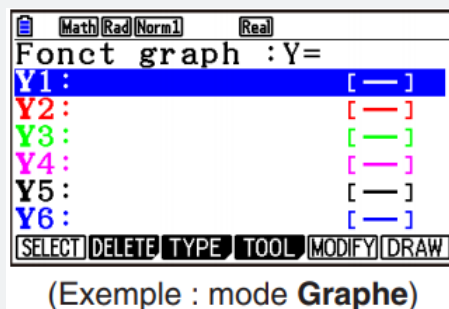 Math Rad Norm1 Real
Fonct graph :Y=
Y1: [—]
Y2: [—]
Y3: [—]
Y4: [—]
Y5: [—]
Y6: [—]
SELECT DELETE TYPE TOOL MODIFY DRAW
(Exemple : mode Graphe)